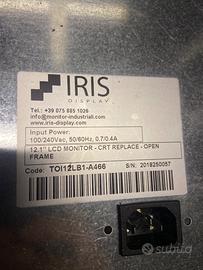 IRIS
DISPLAY
Tel.: +39 075 885 1026
info@monitor-industriali.com
www.iris-display.com
Input Power:
100/240Vac, 50/60Hz, 0.7/0.4A
12.1" LCD MONITOR - CRT REPLACE - OPEN
FRAME
Code: TOI12LB1-A466
S/N: 2018250057
subito